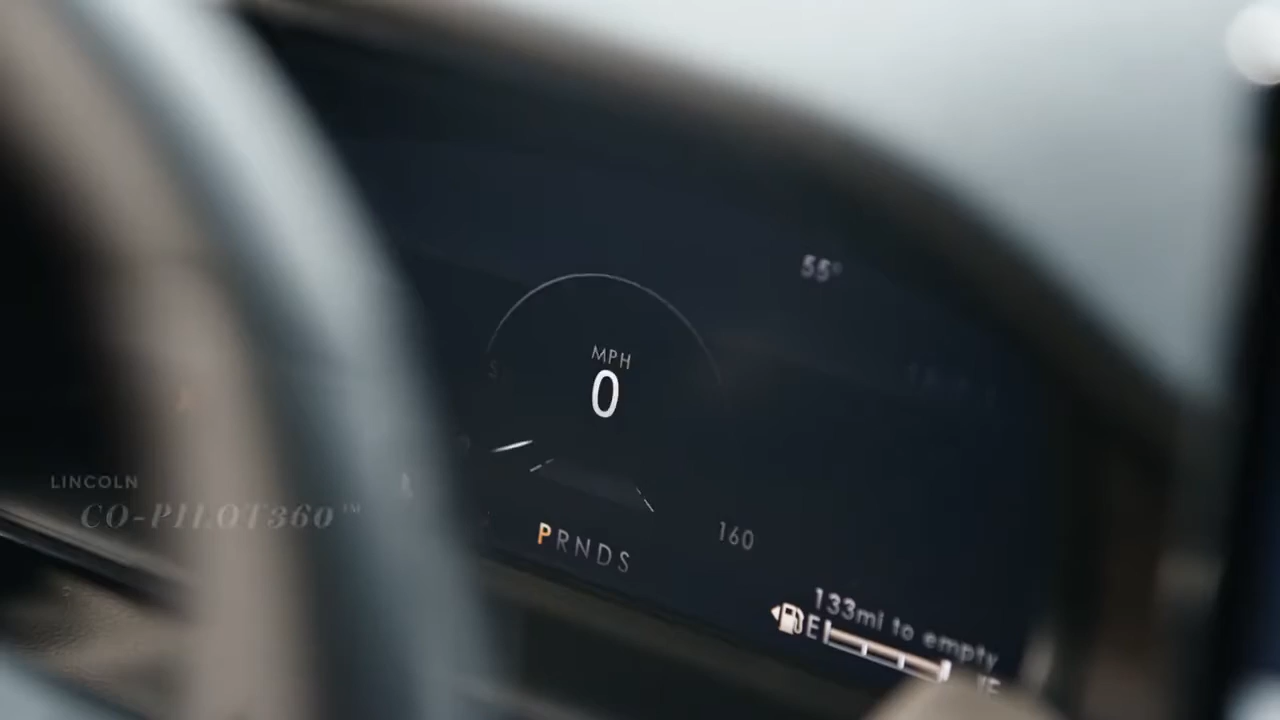 55°
MPH
0
LINCOLN
CO-PILOT360™
PRNDS
160
133mi to empty
E